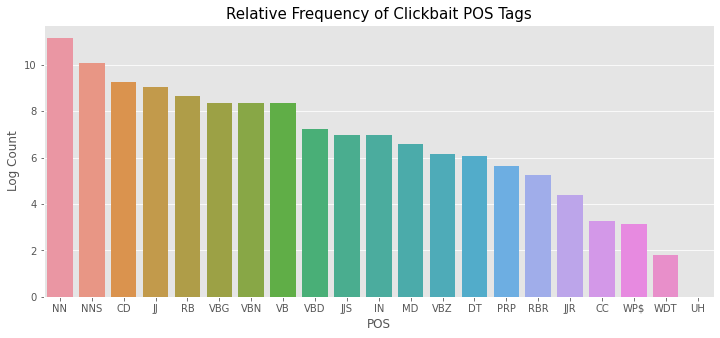 Relative Frequency of Clickbait POS Tags
Log Count
10
8
6
4
2
0
NN NNS CD JJ RB VBG VBN VB VBD JJS IN MD VBZ DT PRP RBR JJR CC WP$ WDT UH
POS